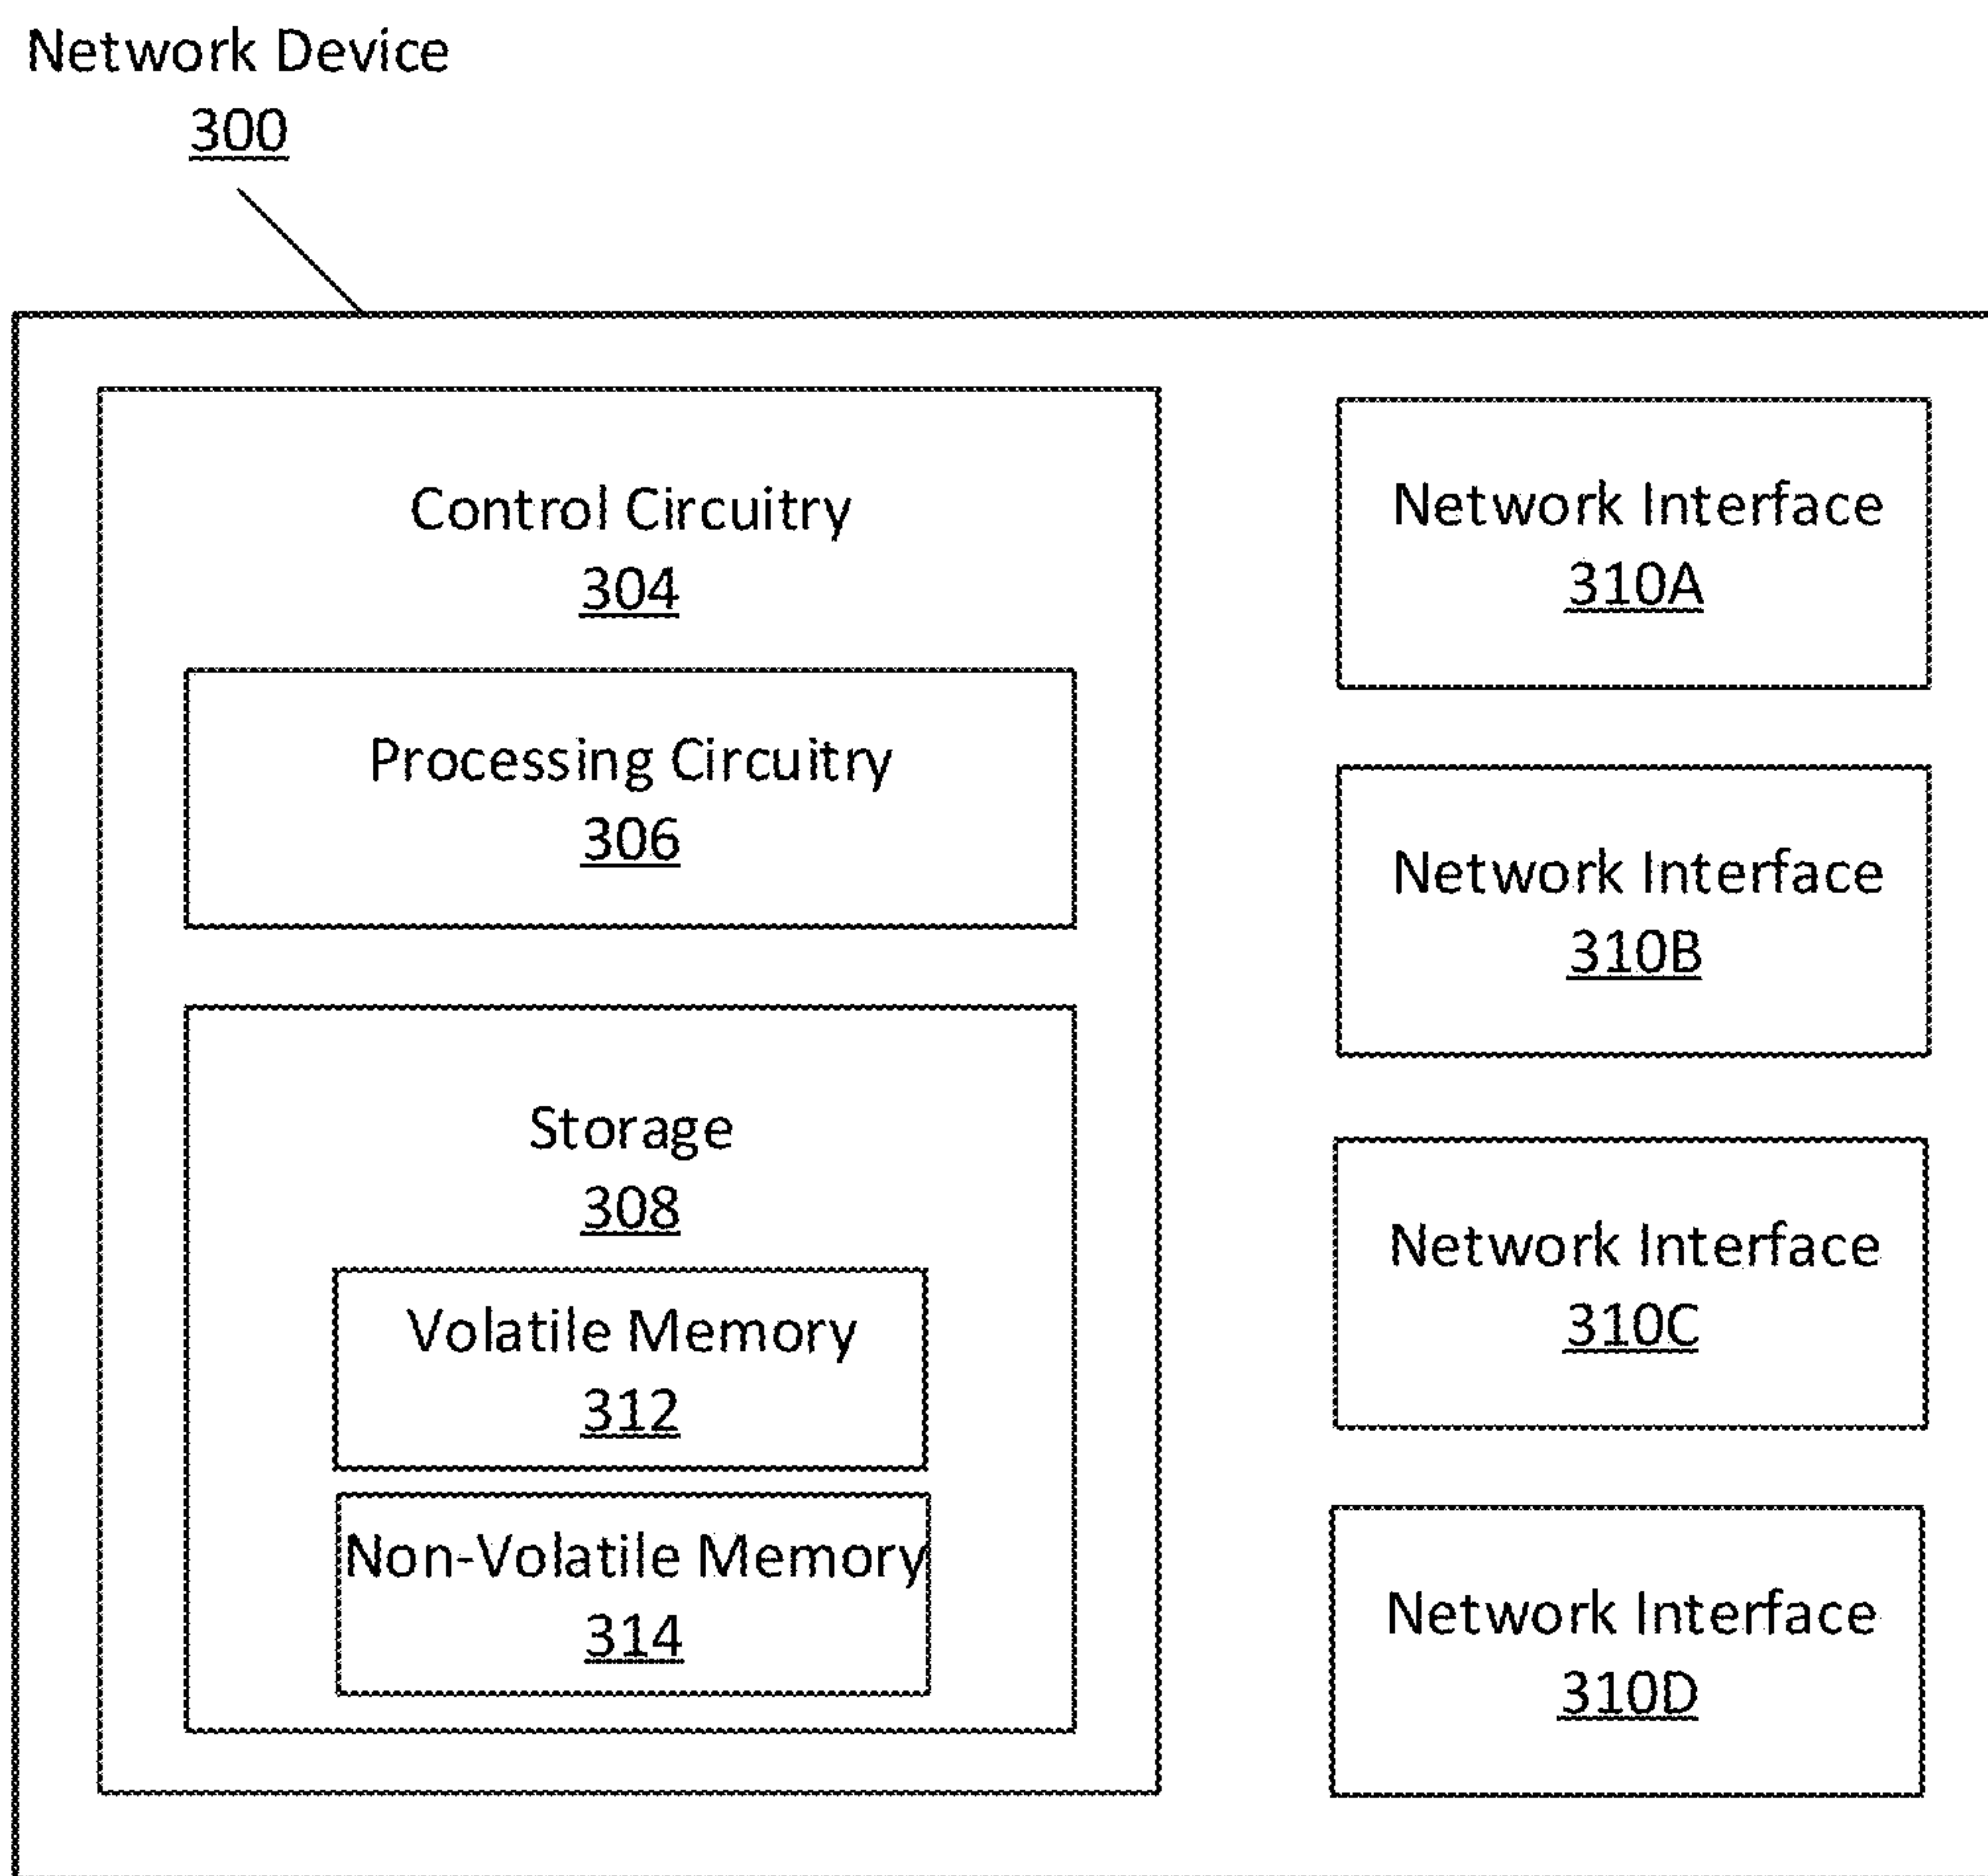 Network Device
300
Control Circuitry
304
Processing Circuitry
306
Storage
308
Volatile Memory
312
Non-Volatile Memory
314
Network Interface
310A
Network Interface
310B
Network Interface
310C
Network Interface
310D